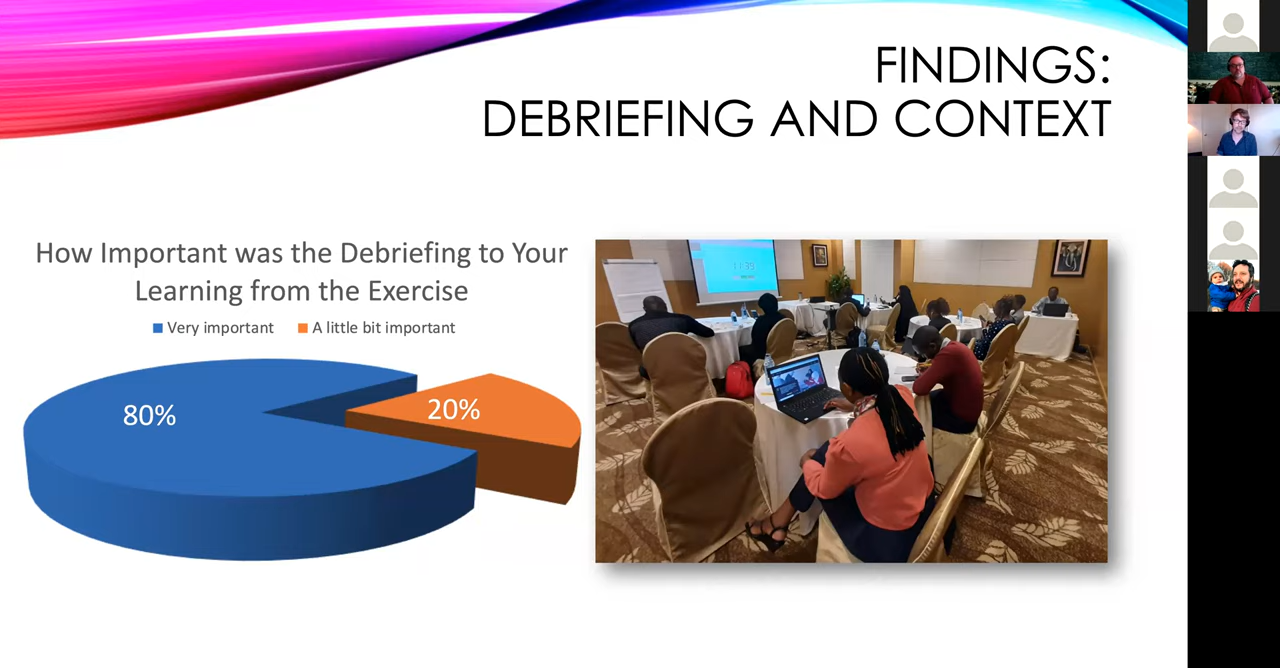 FINDINGS:
DEBRIEFING AND CONTEXT
How Important was the Debriefing to Your
Learning from the Exercise
Very important
A little bit important
80%
20%